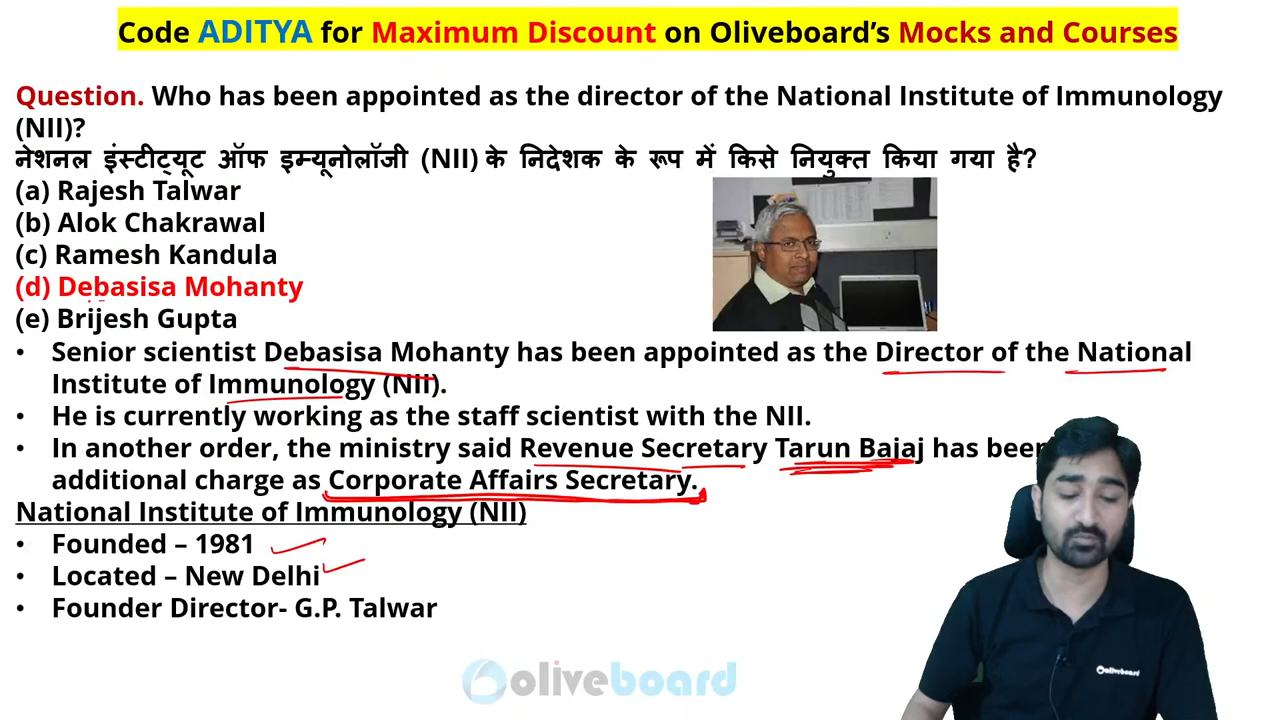 Code ADITYA for Maximum Discount on Oliveboard's Mocks and Courses
Question. Who has been appointed as the director of the National Institute of Immunology
(NII)?
नेशनल इंस्टीट्यूट ऑफ इम्यूनोलॉजी (NII) के निदेशक के रूप में किसे नियुक्त किया गया है?
(a) Rajesh Talwar
(b) Alok Chakrawal
(c) Ramesh Kandula
(d) Debasisa Mohanty
(e) Brijesh Gupta
• Senior scientist Debasisa Mohanty has been appointed as the Director of the National
Institute of Immunology (NII).
• He is currently working as the staff scientist with the NII.
• In another order, the ministry said Revenue Secretary Tarun Bajaj has been
additional charge as Corporate Affairs Secretary.
National Institute of Immunology (NII)
• Founded – 1981
• Located – New Delhi
• Founder Director- G.P. Talwar
oliveboard
oliveboard